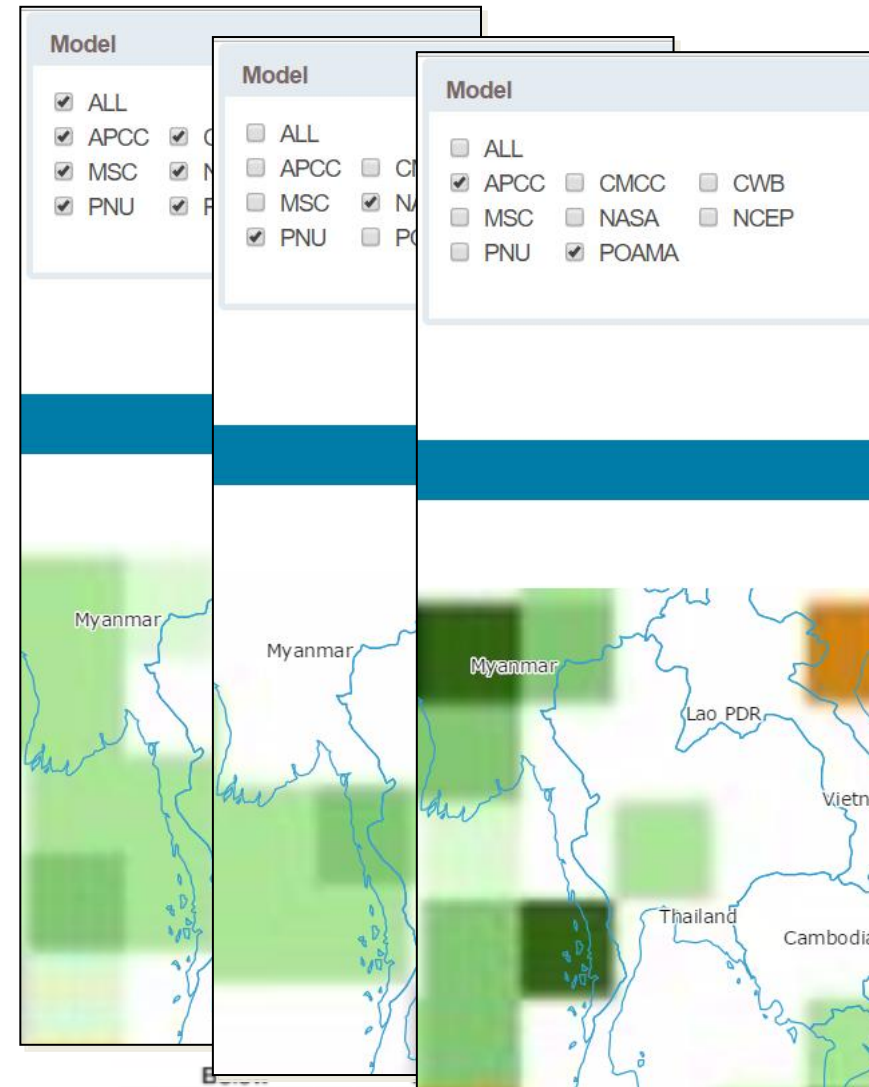 Model
ALL
APCC
MSC
PNU
Myanmar
Model
ALL
APCC
MSC
PNU
Myanmar
Model
ALL
APCC CMCC CWB
MSC NASA NCEP
PNU POAMA
Myanmar
Lao PDR
Thailand